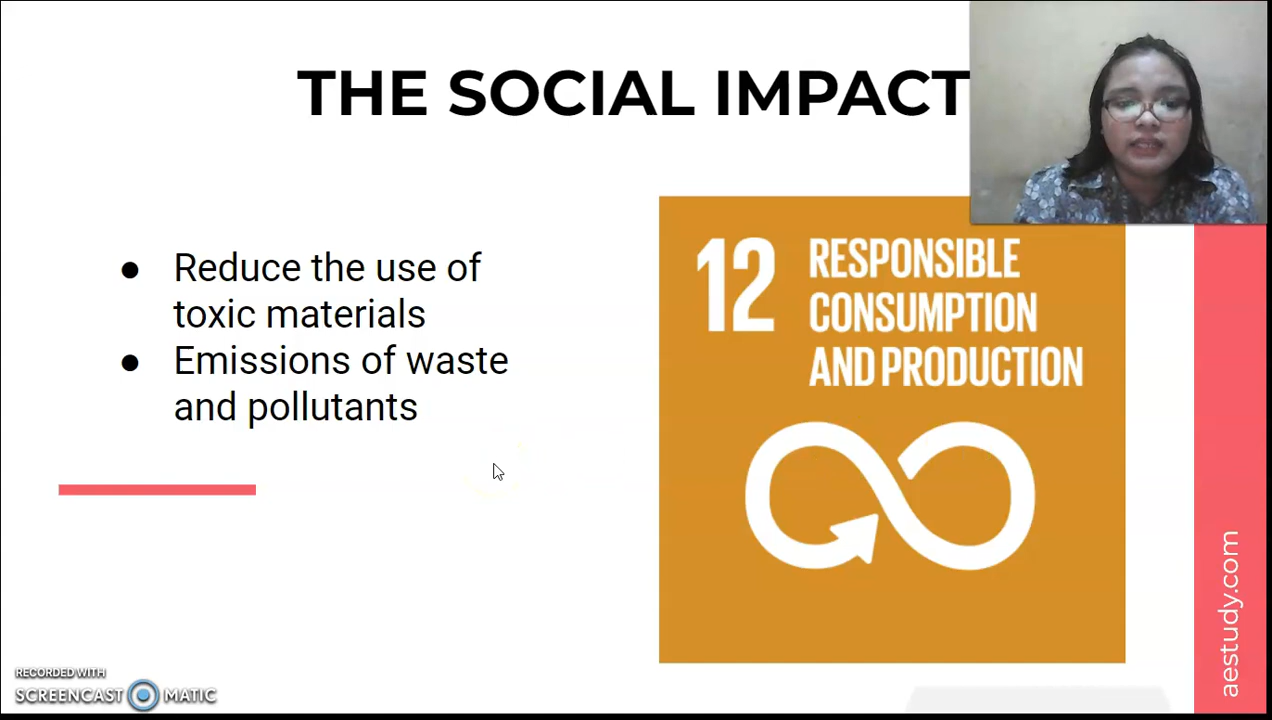 THE SOCIAL IMPACT
● Reduce the use of
toxic materials
● Emissions of waste
and pollutants
12 RESPONSIBLE
CONSUMPTION
AND PRODUCTION
aestudy.com
RECORDED WITH
SCREENCAST MATIC